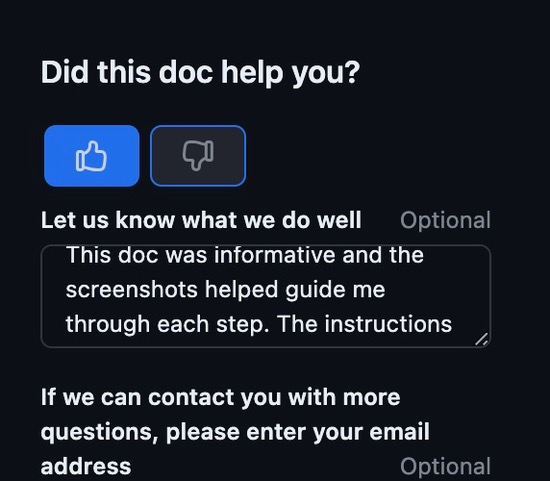 Did this doc help you?
Let us know what we do well Optional
This doc was informative and the
screenshots helped guide me
through each step. The instructions
If we can contact you with more
questions, please enter your email
address Optional